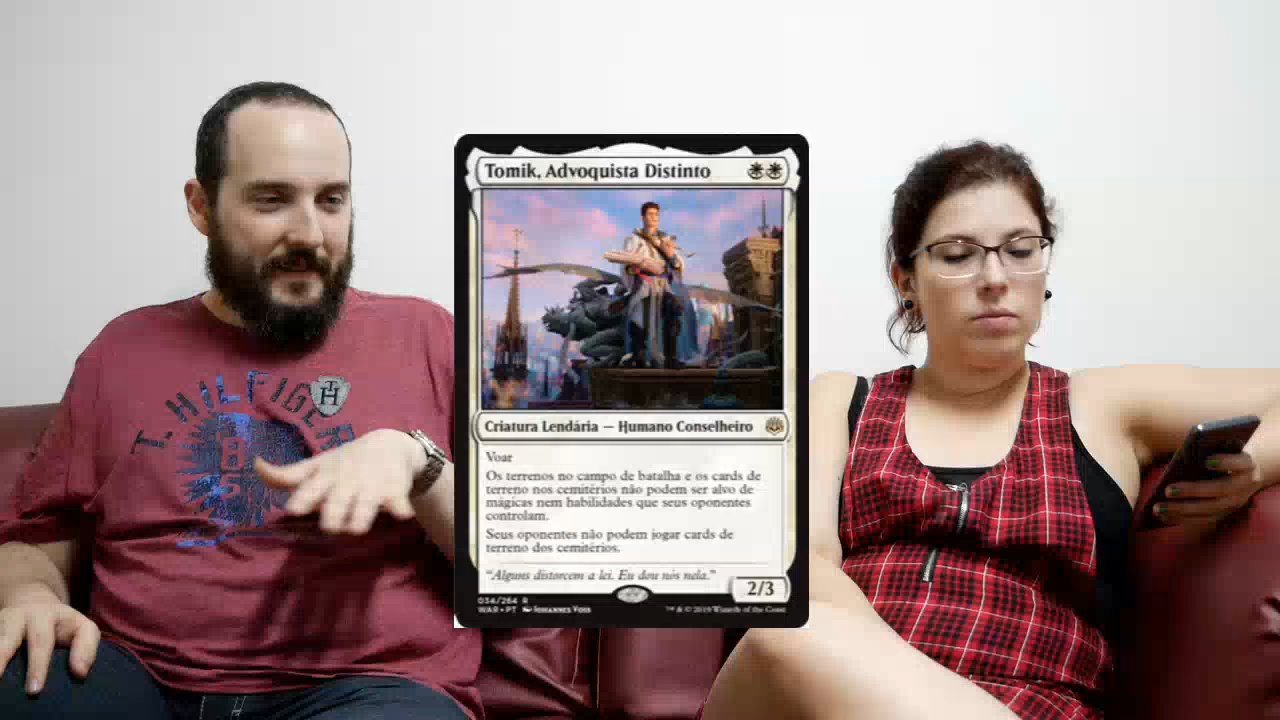 Tomik, Advoquista Distinto
Criatura Lendária — Humano Conselheiro
Voar
Os terrenos no campo de batalha e os cards de
terreno nos cemitérios não podem ser alvo de
mágicas nem habilidades que seus oponentes
controlam.
Seus oponentes não podem jogar cards de
terreno dos cemitérios.
“Alguns distorcem a lei. Eu dou nós nela.”
2/3
034/264 R
WAR • PT Johannes Voss
™ & © 2019 Wizards of the Coast
T. HILFIGER
TH